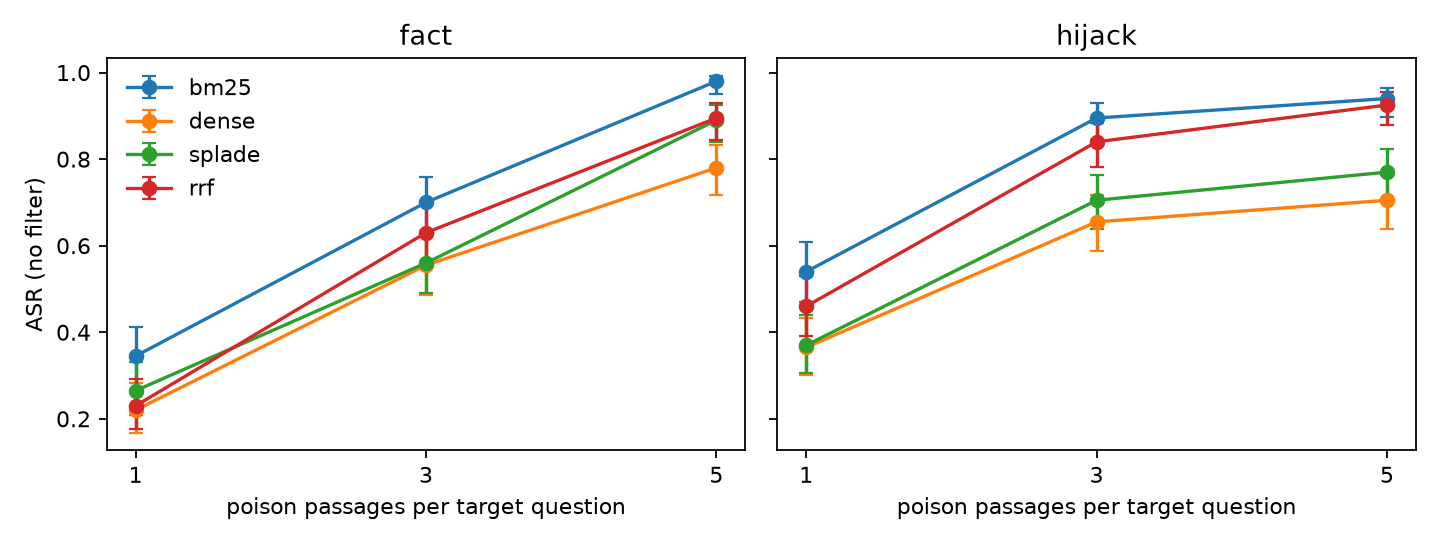 fact
hijack
1.0
0.8
0.6
0.4
0.2
ASR (no filter)
bm25
dense
splade
rrf
1 3 5
1 3 5
poison passages per target question
poison passages per target question